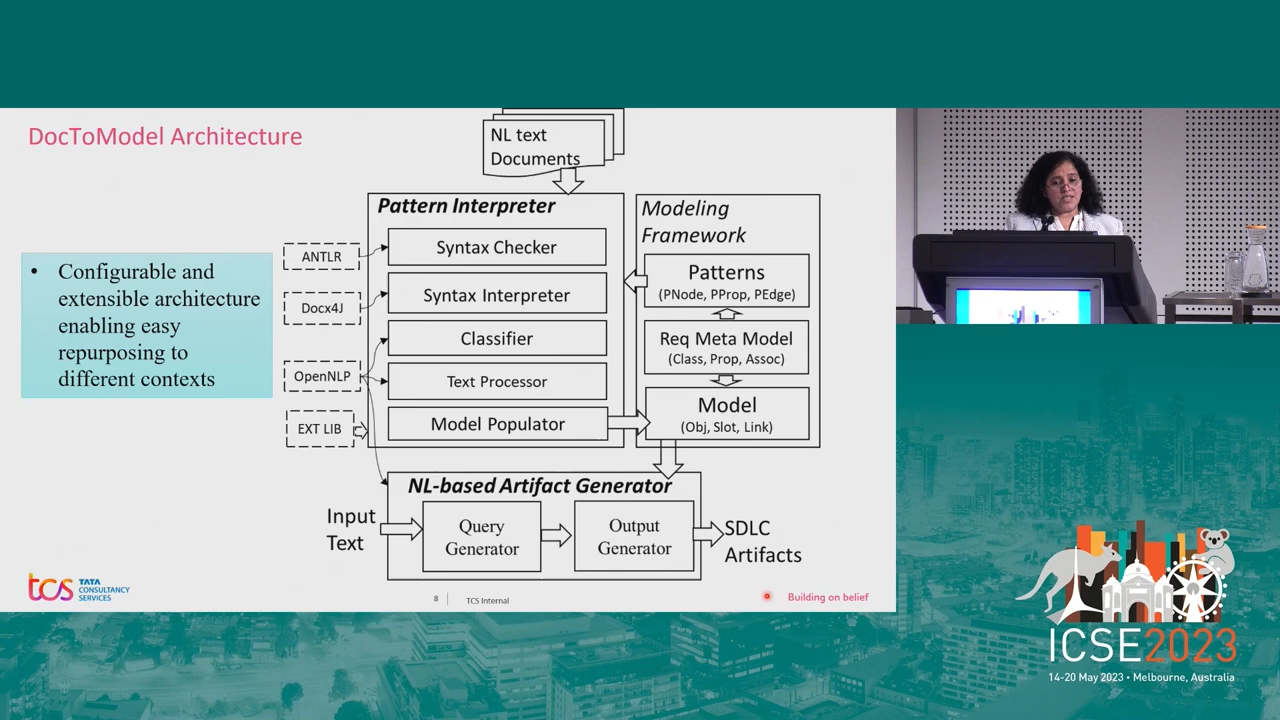 DocToModel Architecture
NL text
Documents
Pattern Interpreter
Syntax Checker
Syntax Interpreter
Classifier
Text Processor
Model Populator
ANTLR
Docx4J
OpenNLP
EXT LIB
Modeling
Framework
Patterns
(PNode, PProp, PEdge)
Req Meta Model
(Class, Prop, Assoc)
Model
(Obj, Slot, Link)
• Configurable and
extensible architecture
enabling easy
repurposing to
different contexts
NL-based Artifact Generator
Input
Text
Query
Generator
Output
Generator
SDLC
Artifacts
tcs TATA
CONSULTANCY
SERVICES
8
TCS Internal
Building on belief
ICSE2023
14-20 May 2023 • Melbourne, Australia